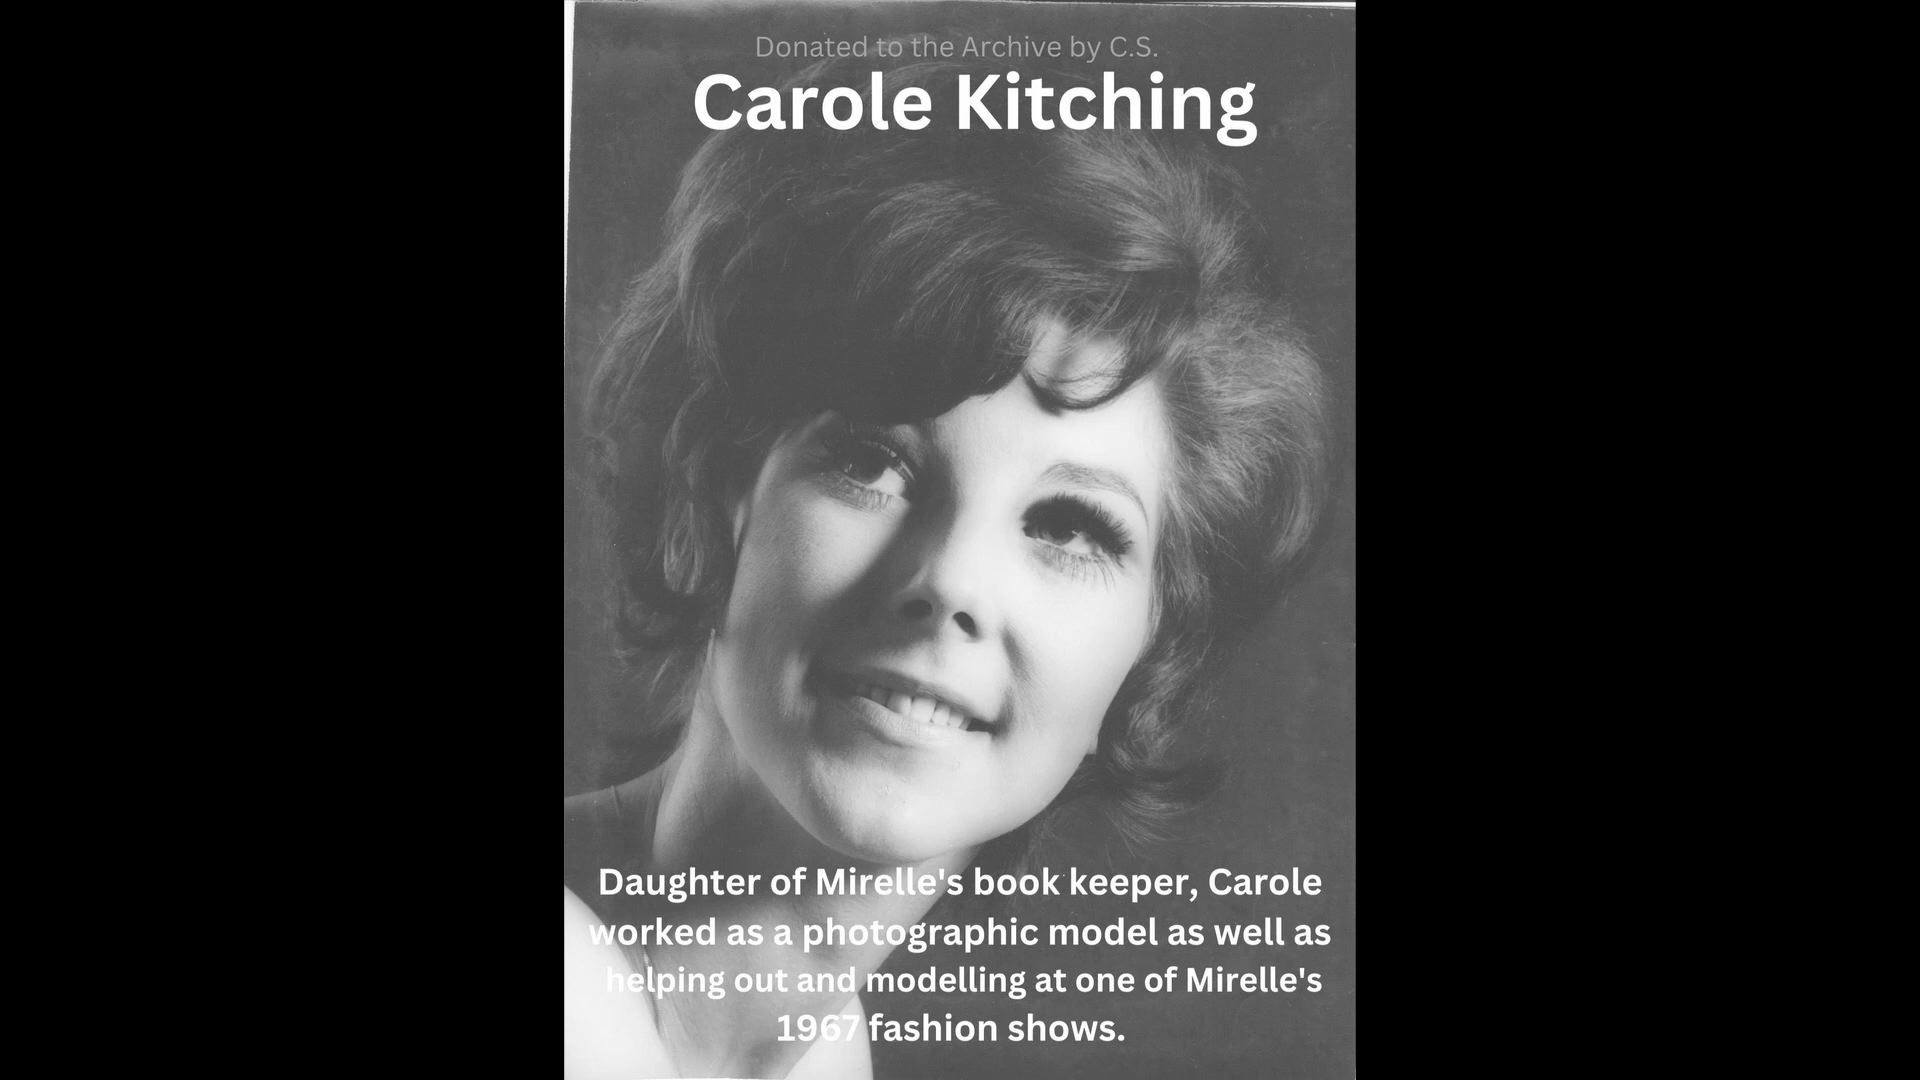 Donated to the Archive by C.S.
Carole Kitching
Daughter of Mirelle's book keeper, Carole
worked as a photographic model as well as
helping out and modelling at one of Mirelle's
1967 fashion shows.